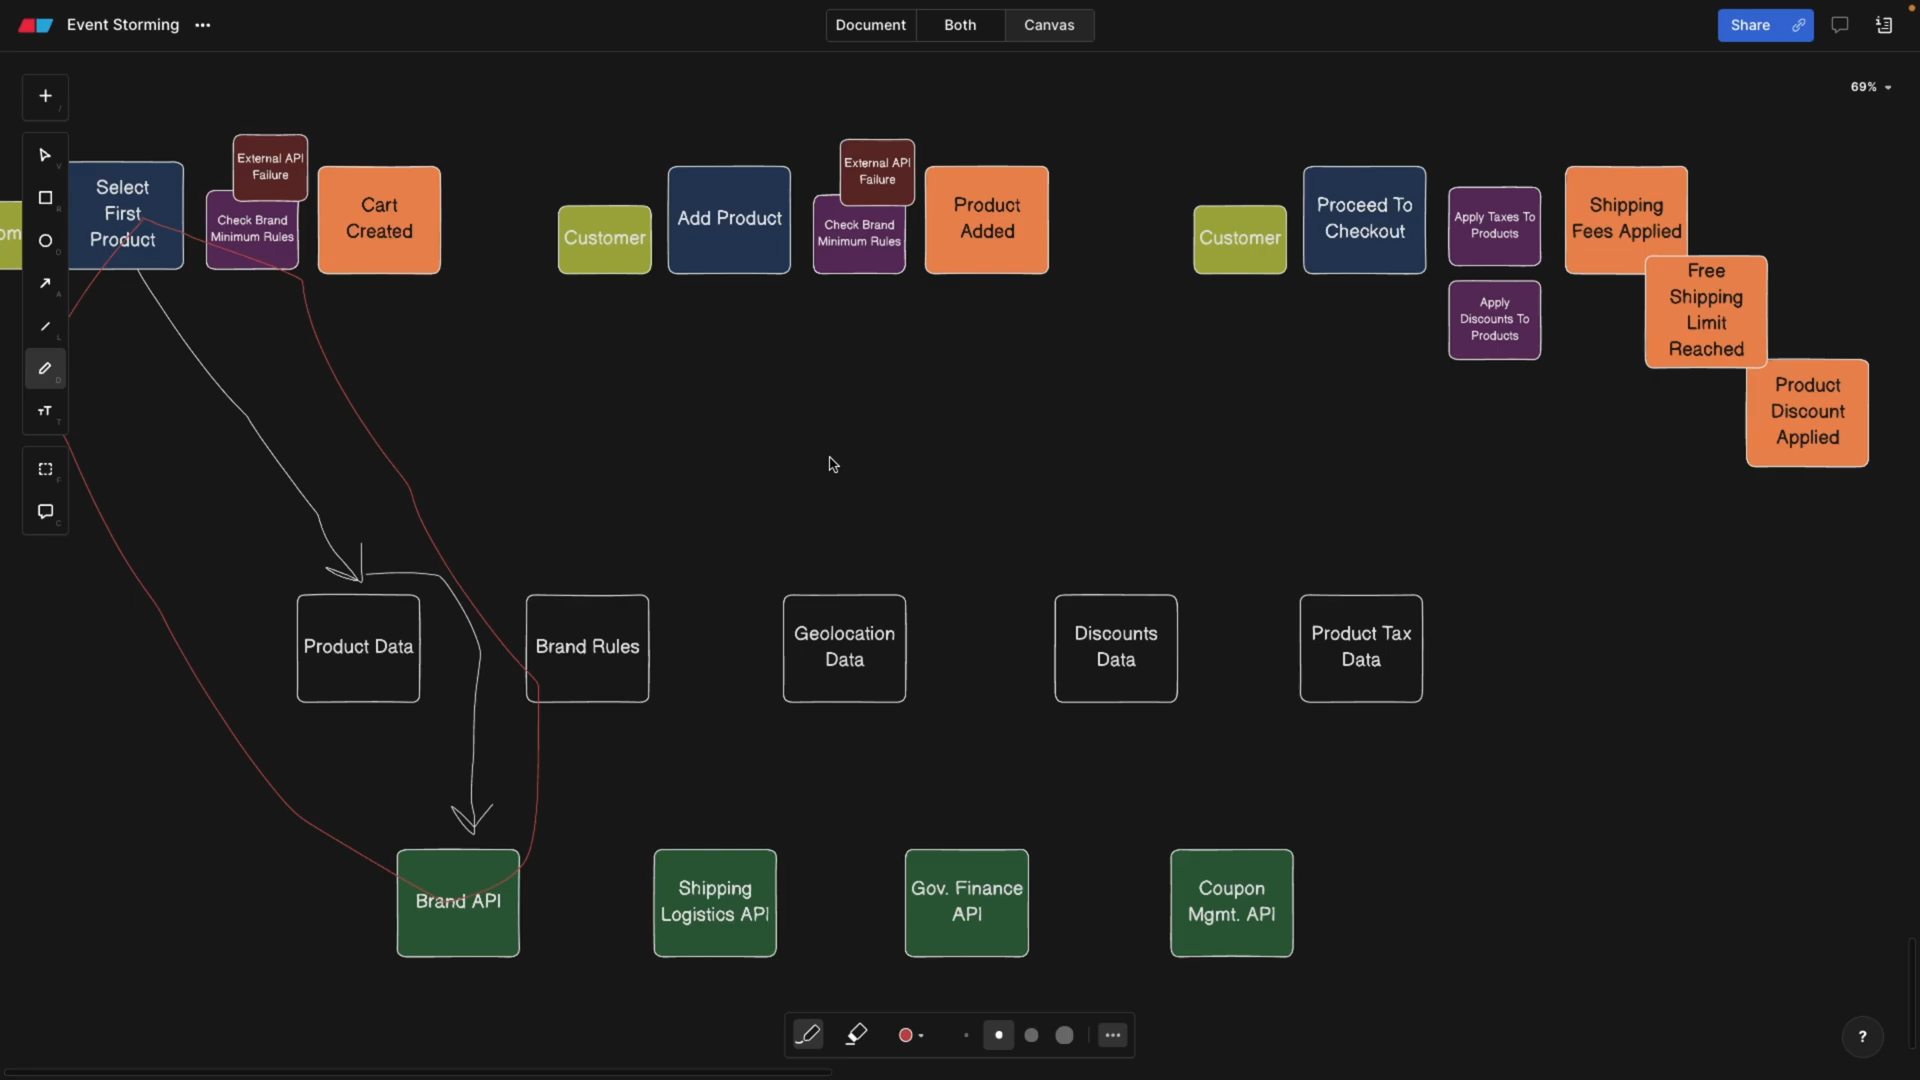 Event Storming
Document
Both
Canvas
Share
69%
om
Select
First
Product
External API
Failure
Check Brand
Minimum Rules
Cart
Created
Customer
Add Product
External API
Failure
Check Brand
Minimum Rules
Product
Added
Customer
Proceed To
Checkout
Apply Taxes To
Products
Apply
Discounts To
Products
Shipping
Fees Applied
Free
Shipping
Limit
Reached
Product
Discount
Applied
V
R
O
A
L
D
T
F
C
Product Data
Brand Rules
Geolocation
Data
Discounts
Data
Product Tax
Data
Brand API
Shipping
Logistics API
Gov. Finance
API
Coupon
Mgmt. API
?